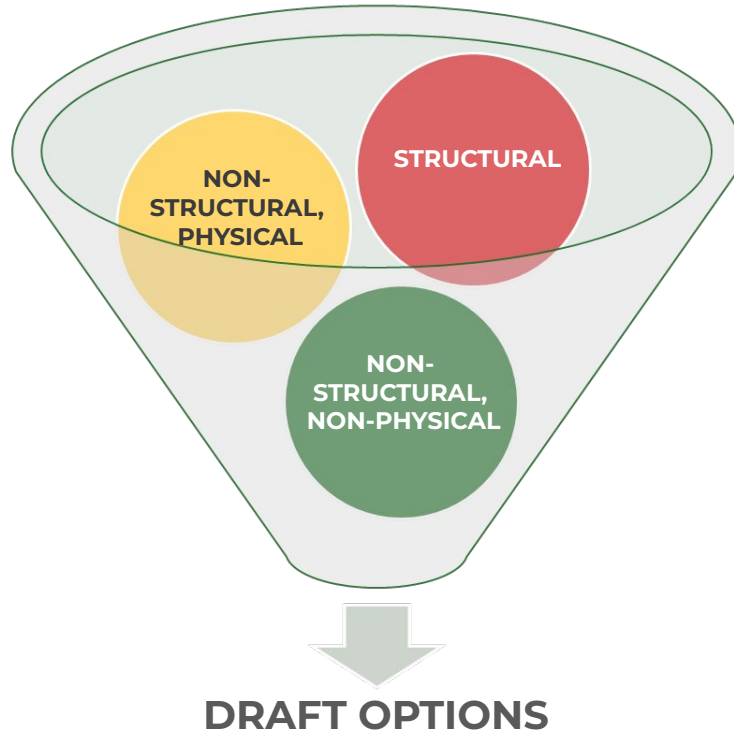 NON-
STRUCTURAL,
PHYSICAL
STRUCTURAL
NON-
STRUCTURAL,
NON-PHYSICAL
DRAFT OPTIONS